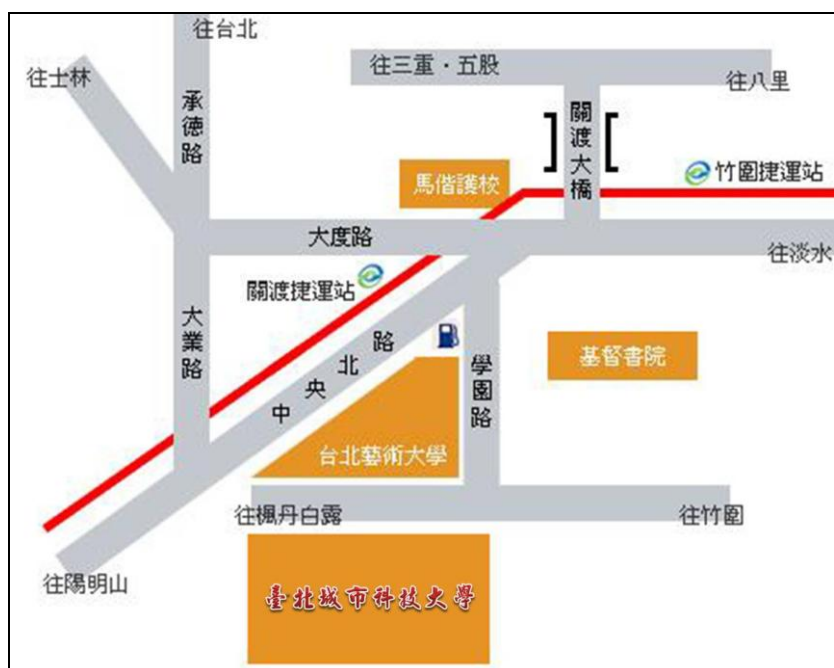 往台北
往三重·五股
往士林
往八里
承德路
關渡大橋
竹圍捷運站
馬偕護校
大度路
往淡水
關渡捷運站
大業路
中央北路
學園路
基督書院
台北藝術大學
往楓丹白露
往竹圍
往陽明山
臺北城市科技大學